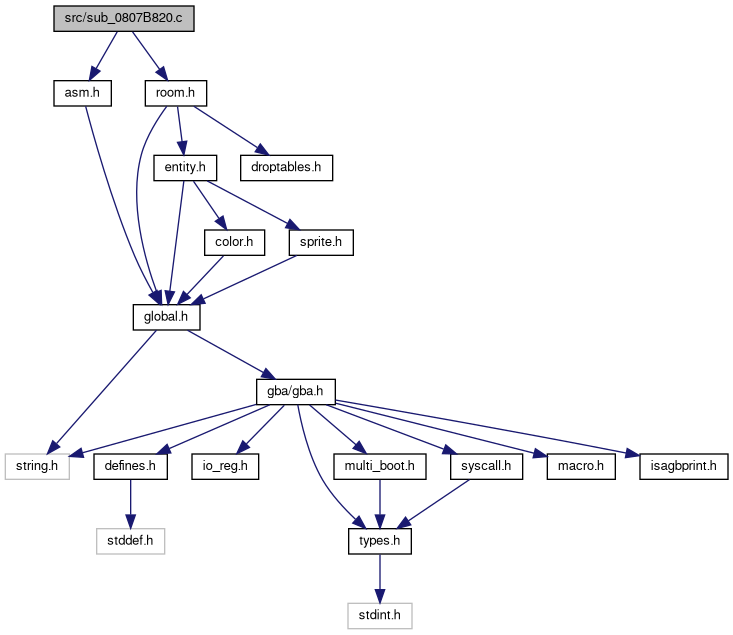 src/sub_0807B820.c
asm.h
room.h
entity.h
droptables.h
color.h
sprite.h
global.h
gba/gba.h
string.h
defines.h
io_reg.h
multi_boot.h
syscall.h
macro.h
isagbprint.h
stddef.h
types.h
stdint.h